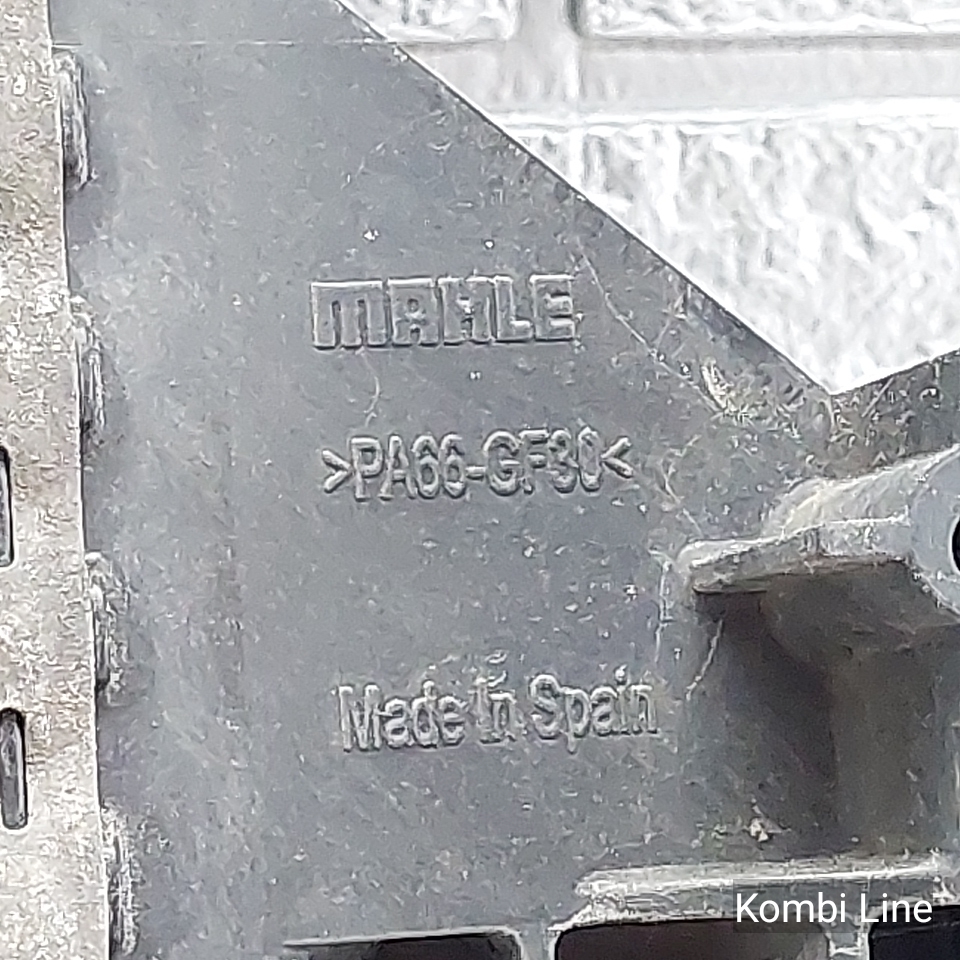 MAHLE
>PA66-GF30<
Made In Spain
Kombi Line